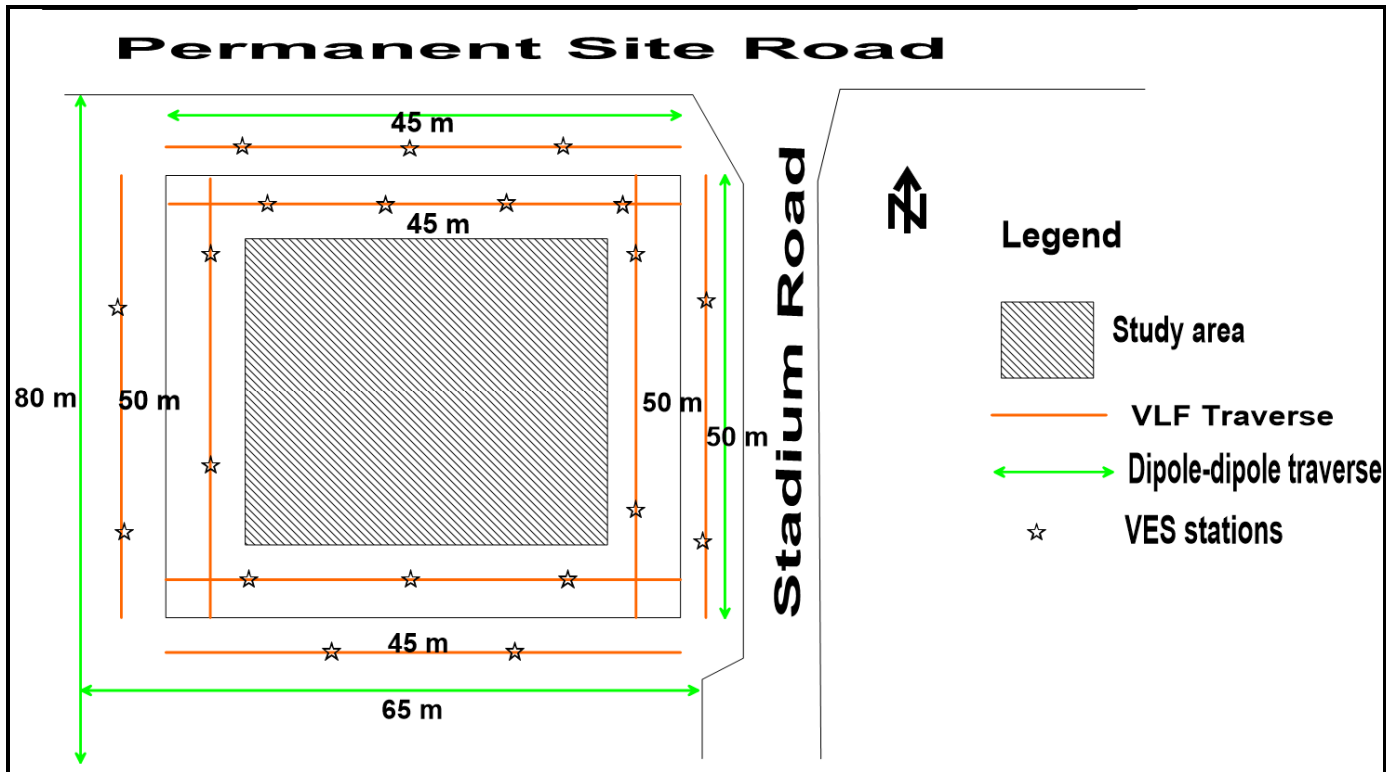 Permanent Site Road
45 m
45 m
N
Legend
Study area
80 m
50 m
50 m
50 m
Stadium Road
VLF Traverse
Dipole-dipole traverse
VES stations
45 m
65 m